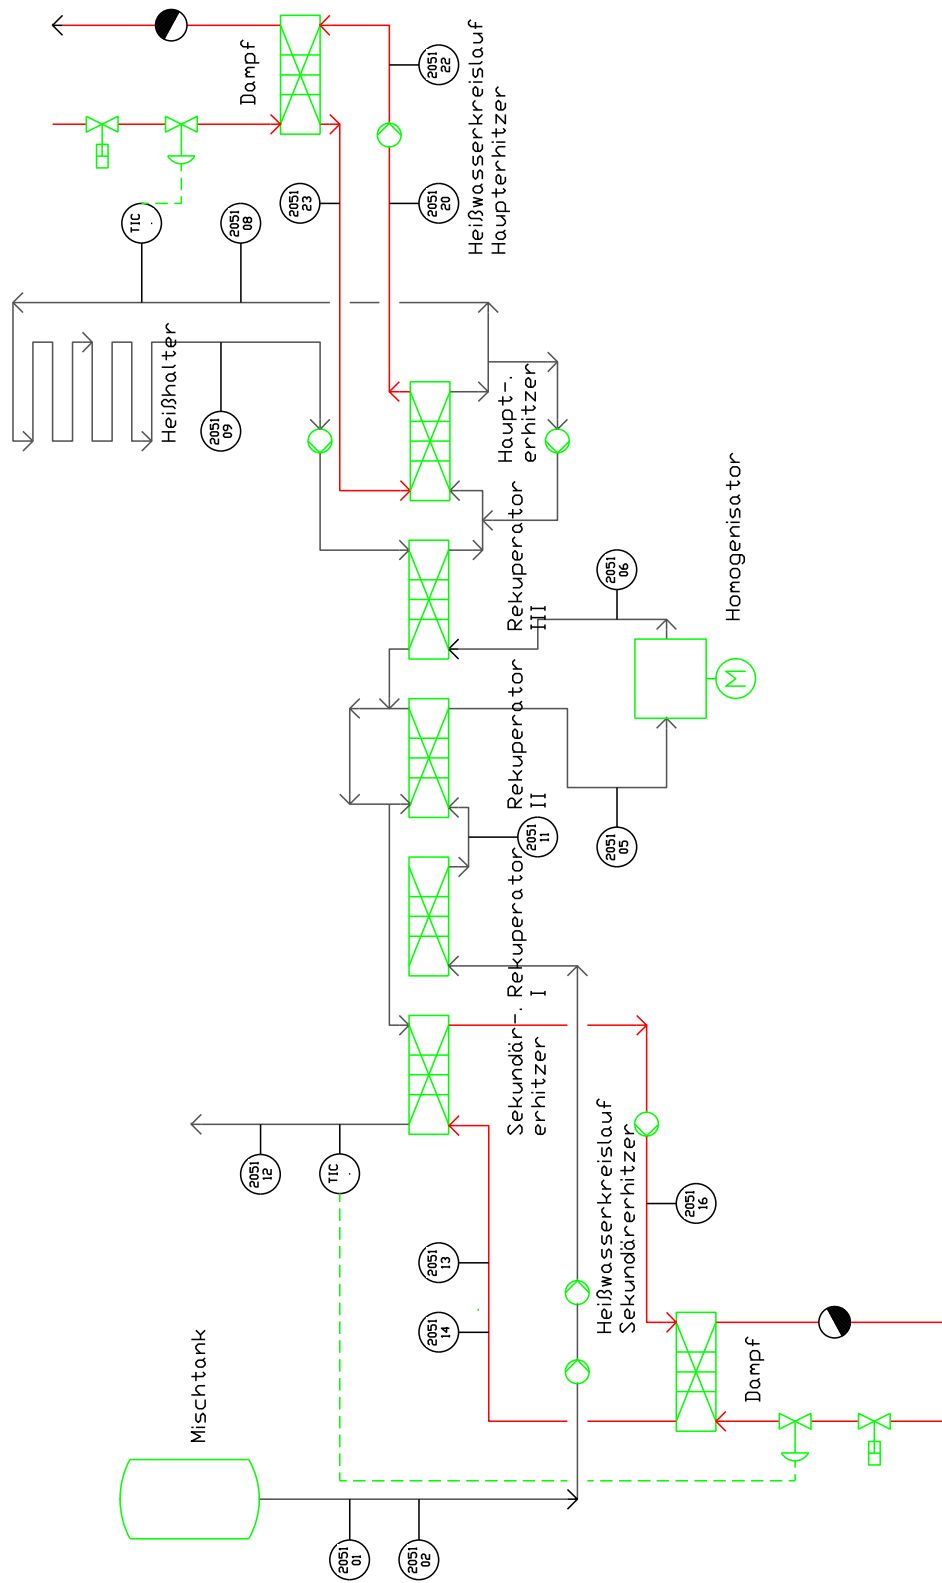 Dampf
2051
22
Heißwasserkreislauf
Haupterhitzer
2051
23
2051
20
TIC
.
2051
08
Heißhalter
2051
09
Haupt-.
erhitzer
Rekuperator
III
2051
06
Homogenisator
M
Rekuperator
II
2051
11
2051
05
Rekuperator
I
Sekundär-.
erhitzer
2051
12
TIC
.
2051
13
2051
14
2051
16
Heißwasserkreislauf
Sekundärerhitzer
Dampf
Mischtank
2051
01
2051
02